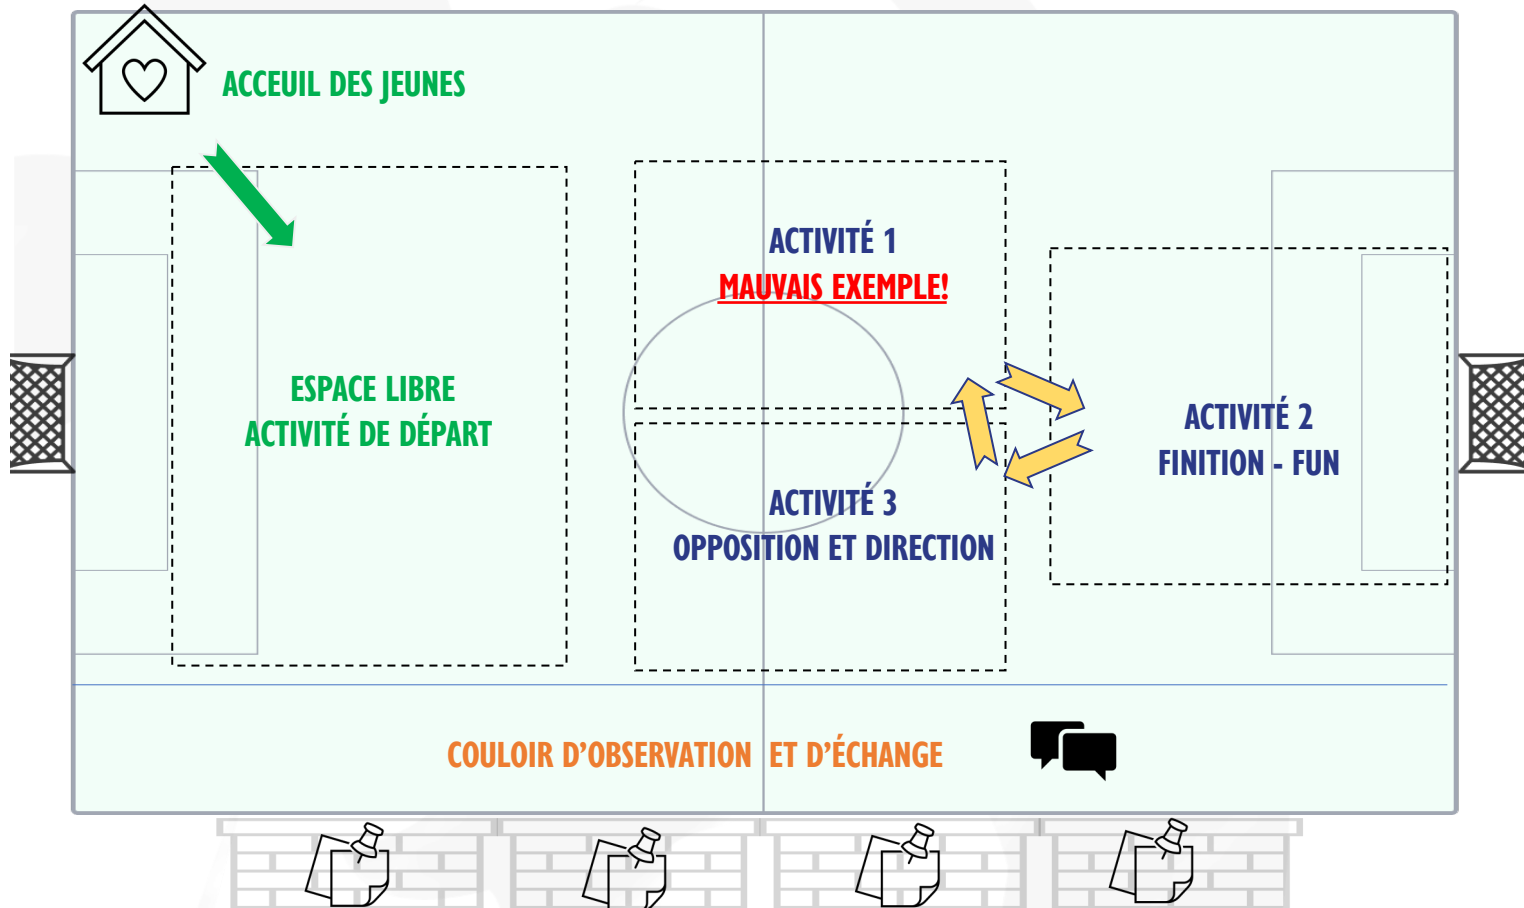 ACCEUIL DES JEUNES
ESPACE LIBRE
ACTIVITÉ DE DÉPART
ACTIVITÉ 1
MAUVAIS EXEMPLE!
ACTIVITÉ 2
FINITION - FUN
ACTIVITÉ 3
OPPOSITION ET DIRECTION
COULOIR D'OBSERVATION ET D'ÉCHANGE